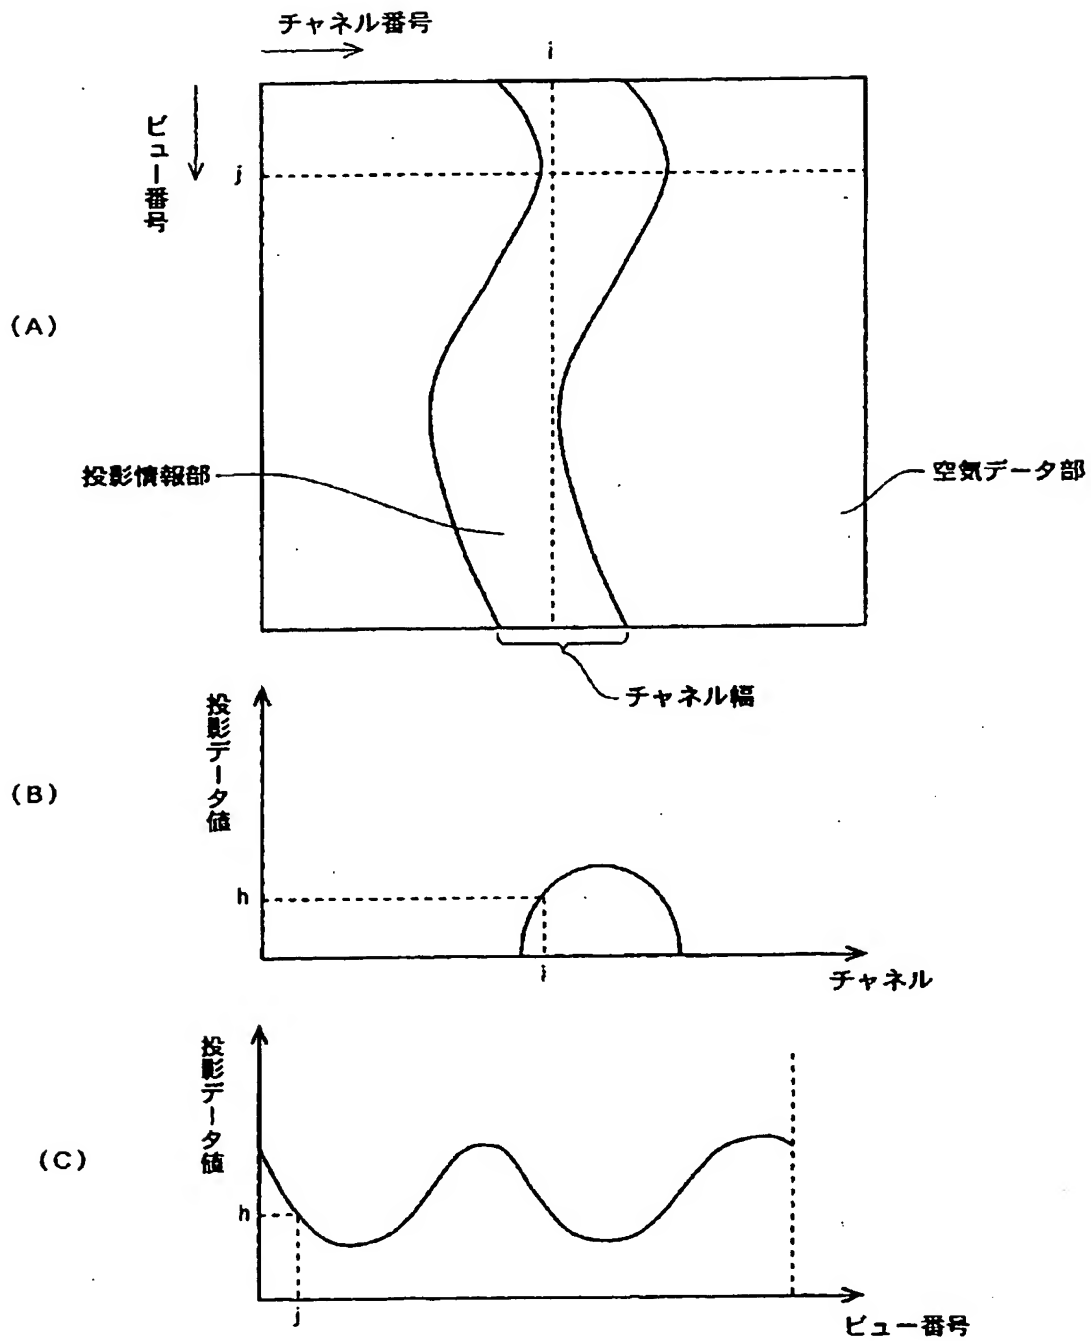 チャネル番号
i
ビュー番号
j
(A)
投影情報部
空気データ部
チャネル幅
投影データ値
(B)
h
i
チャネル
投影データ値
(C)
h
j
ビュー番号